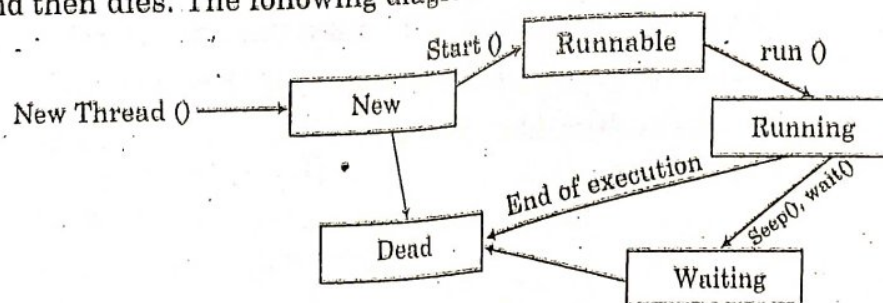 nd then dies. The following diag
Start ()
Runnable
run ()
New Thread ()
New
Running
End of execution
Seep(), wait()
Dead
Waiting